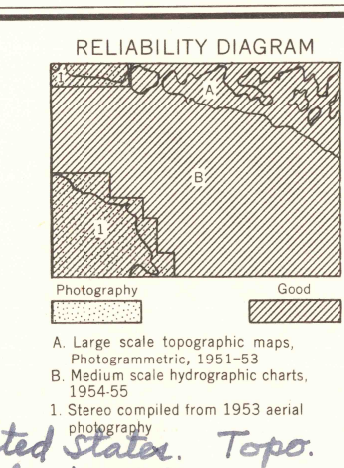 RELIABILITY DIAGRAM
1
A
B
1
Photography Good
A. Large scale topographic maps,
Photogrammetric, 1951-53
B. Medium scale hydrographic charts,
1954-55
1. Stereo compiled from 1953 aerial
photography
ted States. Topo.